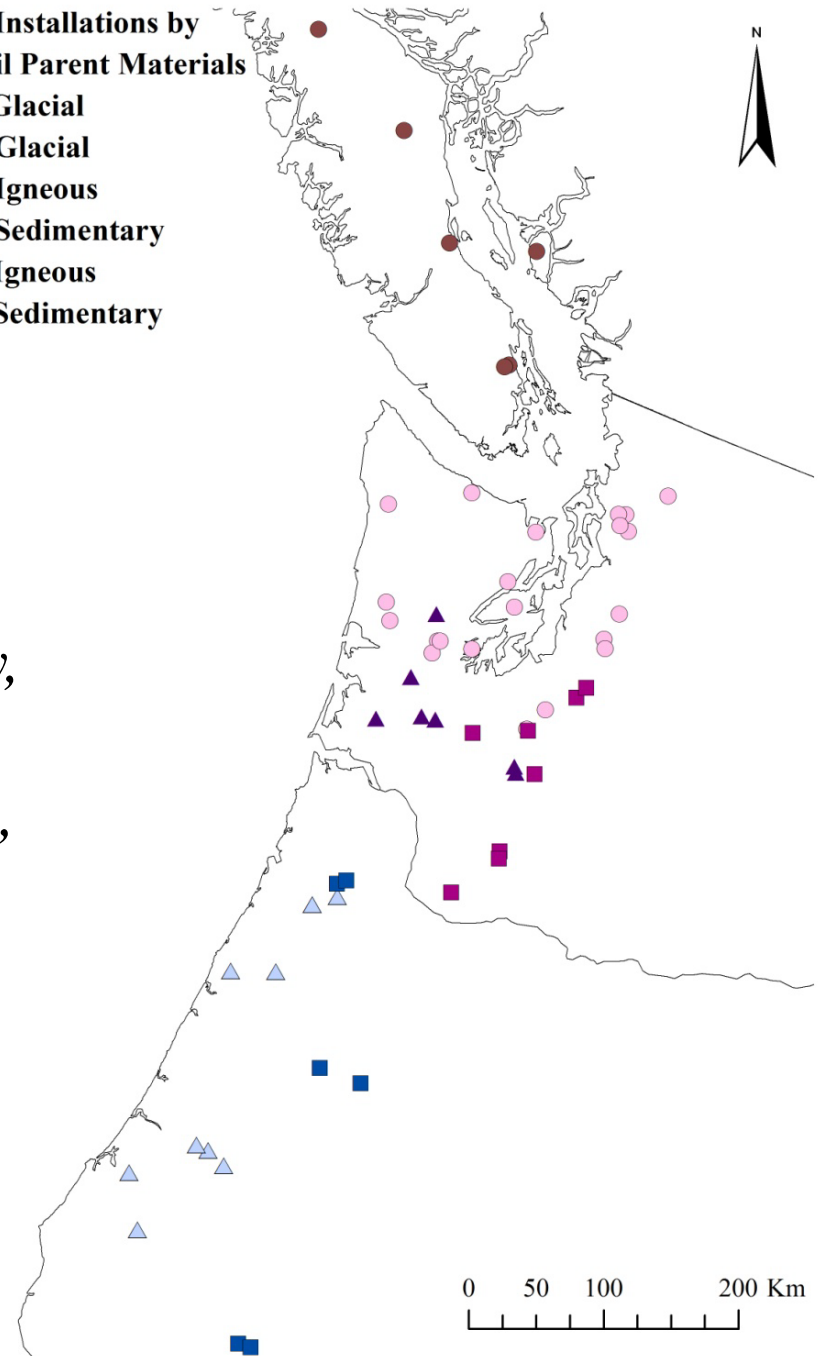 Installations by
il Parent Materials
Glacial
Glacial
Igneous
Sedimentary
Igneous
Sedimentary
N
,
,
0 50 100 200 Km